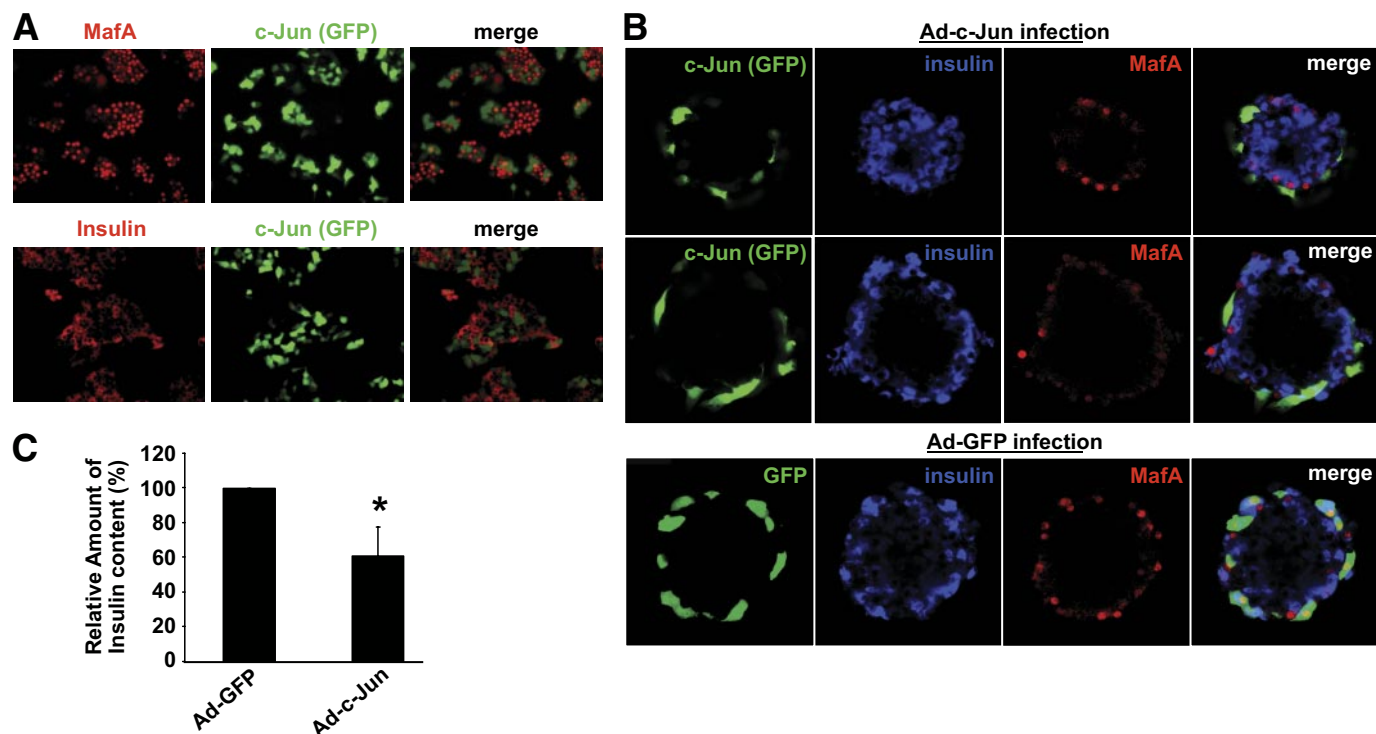 A
MafA
c-Jun (GFP)
merge
Insulin
c-Jun (GFP)
merge
B
Ad-c-Jun infection
c-Jun (GFP)
insulin
MafA
merge
c-Jun (GFP)
insulin
MafA
merge
Ad-GFP infection
GFP
insulin
MafA
merge
C
Relative Amount of
Insulin content (%)
120
100
80
60
40
20
0
*
Ad-GFP
Ad-c-Jun